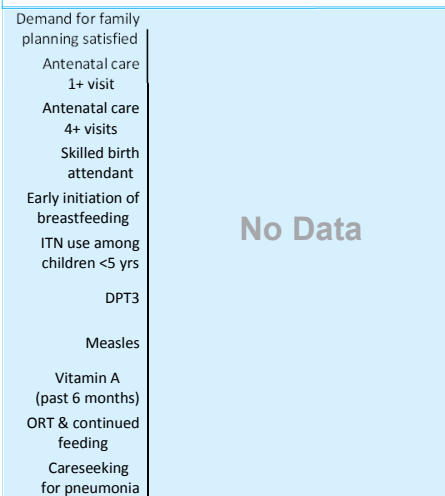 Demand for family
planning satisfied
Antenatal care
1+ visit
Antenatal care
4+ visits
Skilled birth
attendant
Early initiation of
breastfeeding
ITN use among
children <5 yrs
DPT3
Measles
Vitamin A
(past 6 months)
ORT & continued
feeding
Careseeking
for pneumonia
No Data